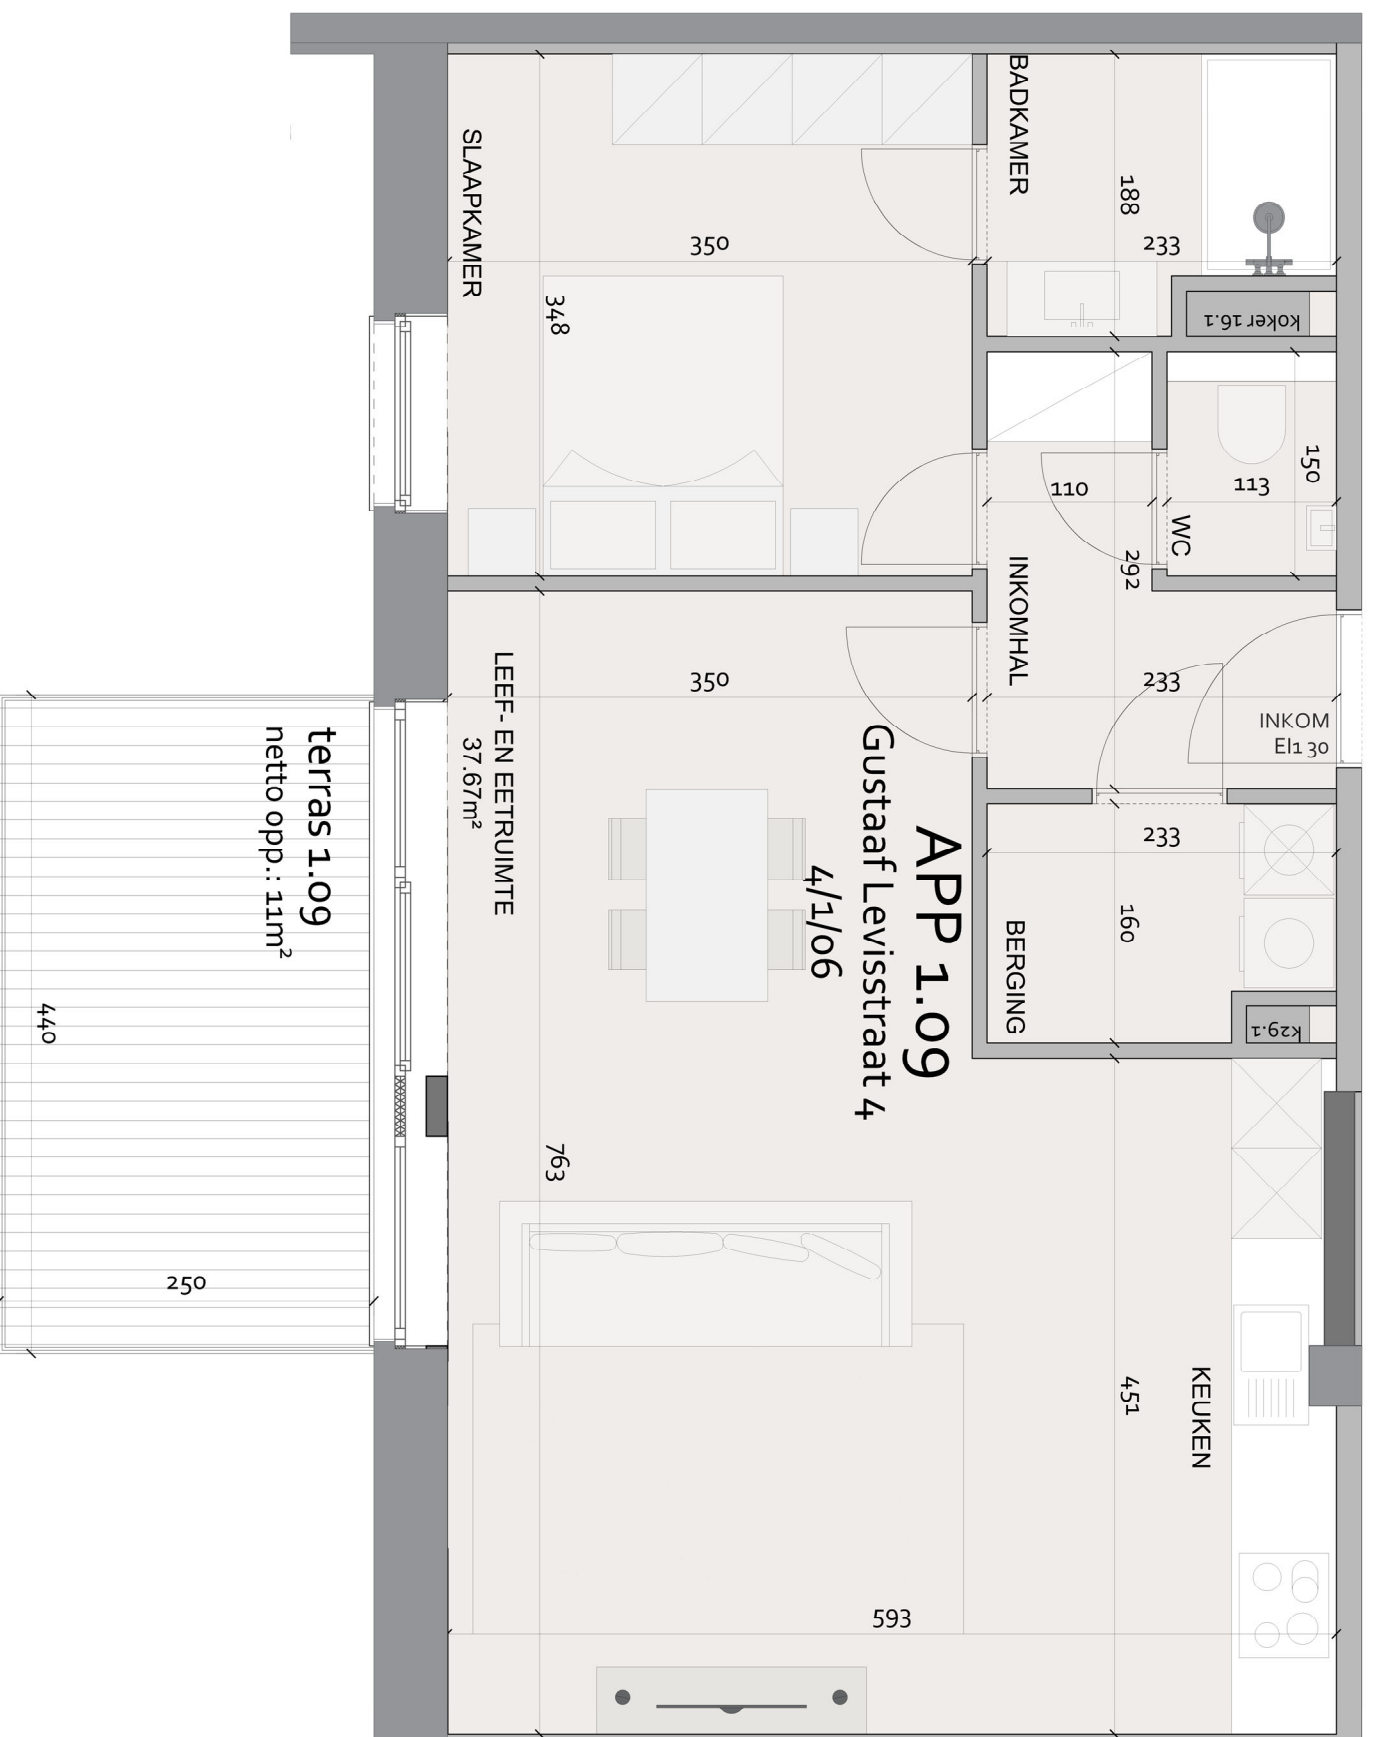 BADKAMER
188
233
SLAAPKAMER
350
348
koker 16.1
150
113
110
WC
292
INKOMHAL
LEEF- EN EETRUIMTE
37.67m²
350
233
INKOM
EI1 30
terras 1.09
netto opp.: 11m²
APP 1.09
Gustaaf Levisstraat 4
4/1/06
233
160
BERGING
k29.1
440
763
250
451
KEUKEN
593